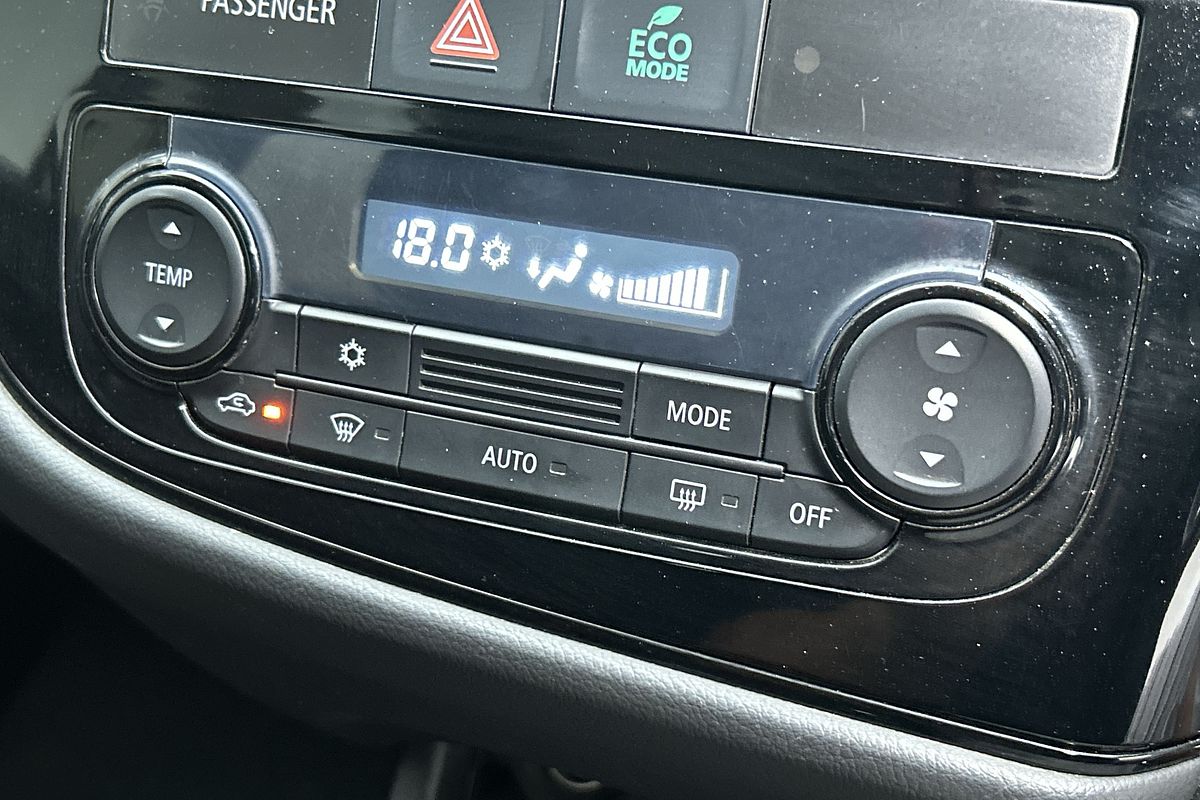 PASSENGER
ECO
MODE
18.0
TEMP
MODE
AUTO
OFF